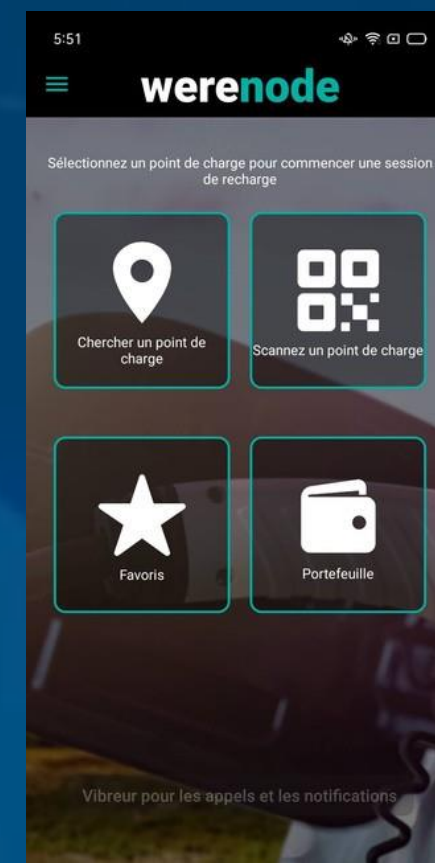 5:51
werenode
Sélectionnez un point de charge pour commencer une session
de recharge
Chercher un point de
charge
Scannez un point de charge
Favoris
Portefeuille
Vibreur pour les appels et les notifications